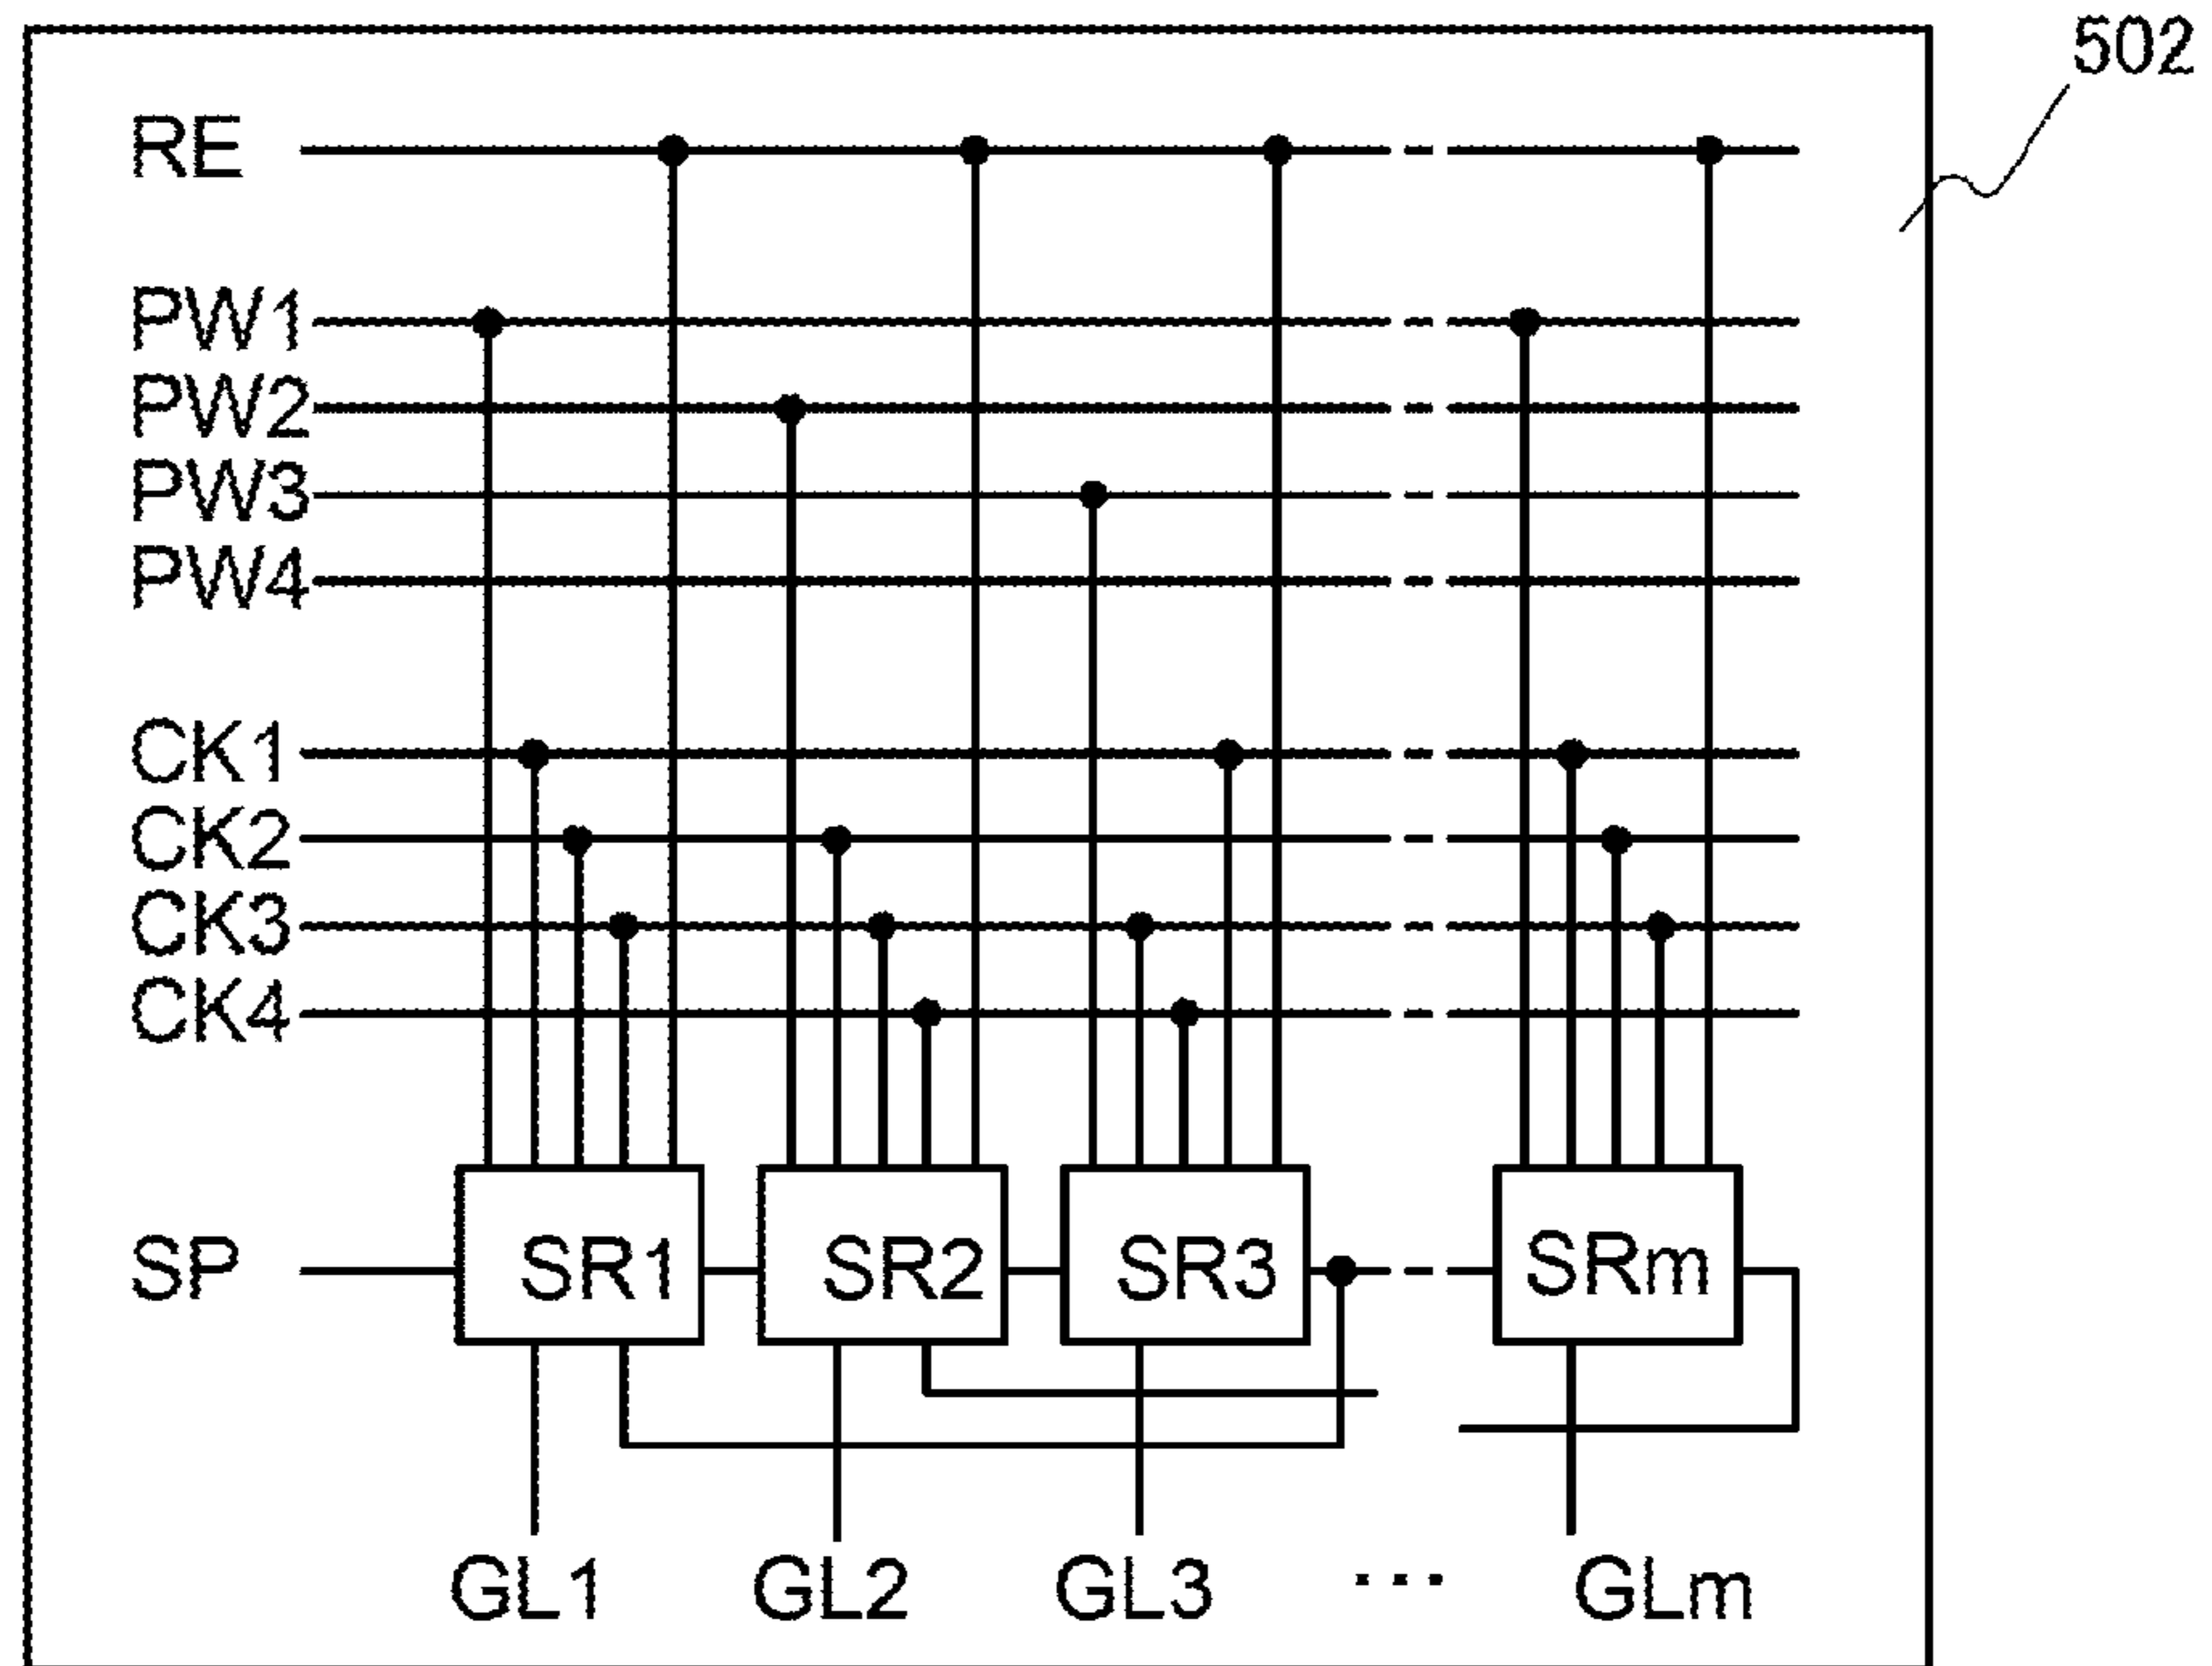 502
RE
PW1
PW2
PW3
PW4
CK1
CK2
CK3
CK4
SP SR1 SR2 SR3 SRm
GL1 GL2 GL3 ... GLm